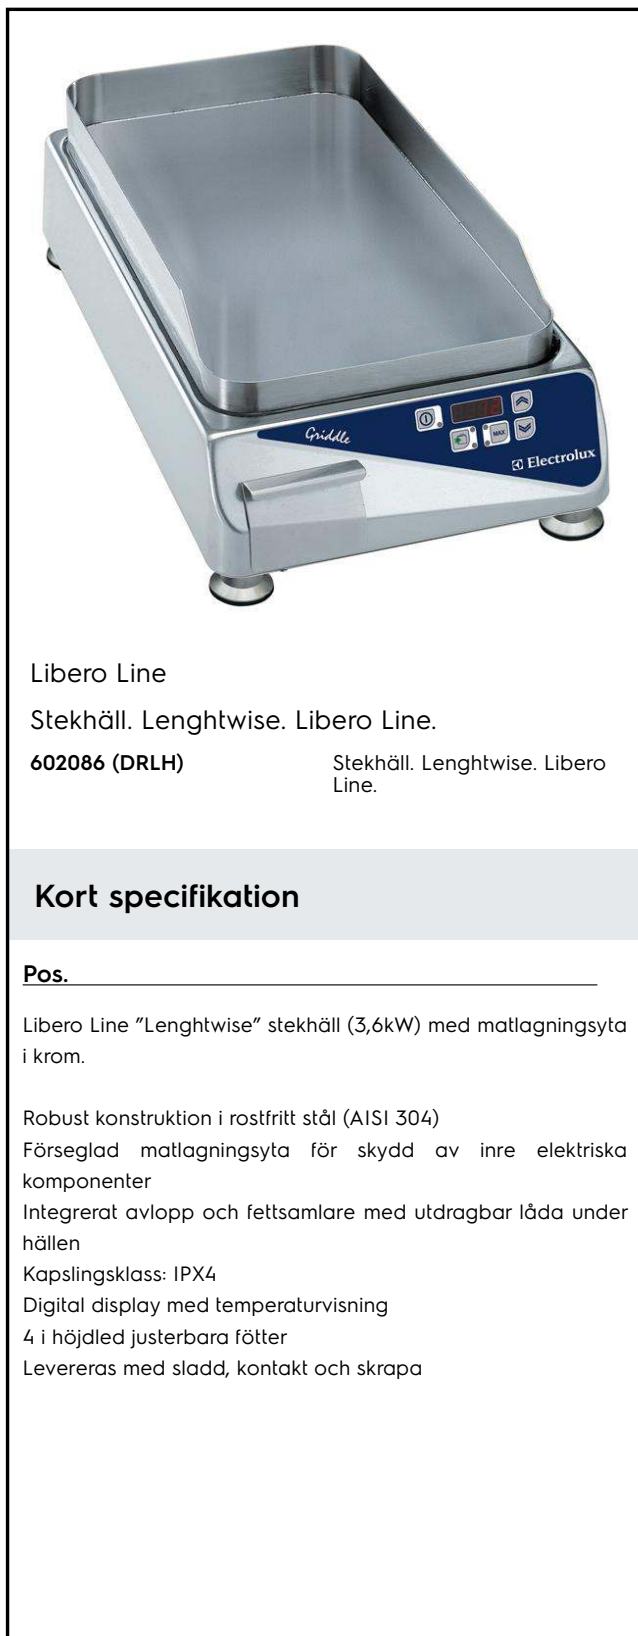 Griddle
MAX
Electrolux
Libero Line
Stekhäll. Lenghtwise. Libero Line.
602086 (DRLH) Stekhäll. Lenghtwise. Libero
Line.
Kort specifikation
Pos.
Libero Line "Lenghtwise" stekhäll (3,6kW) med matlagningsyta
i krom.
Robust konstruktion i rostfritt stål (AISI 304)
Förseglad matlagningsyta för skydd av inre elektriska
komponenter
Integrerat avlopp och fettsamlare med utdragbar låda under
hällen
Kapslingsklass: IPX4
Digital display med temperaturvisning
4 i höjdled justerbara fötter
Levereras med sladd, kontakt och skrapa